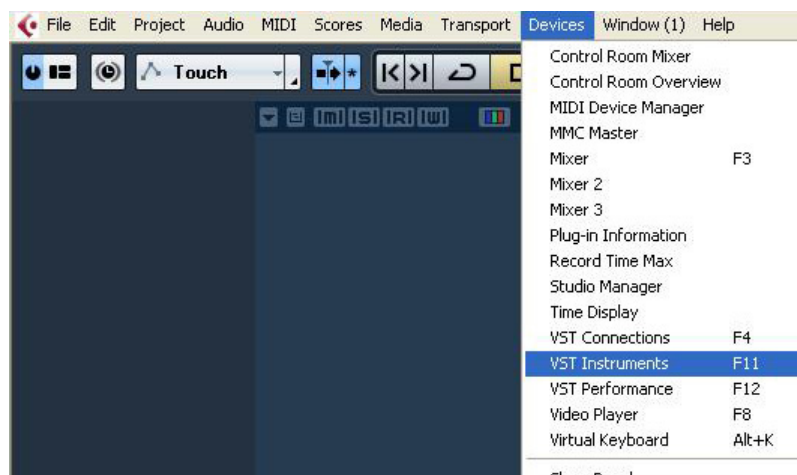 File Edit Project Audio MIDI Scores Media Transport Devices Window (1) Help
Touch
Control Room Mixer
Control Room Overview
MIDI Device Manager
MMC Master
Mixer F3
Mixer 2
Mixer 3
Plug-in Information
Record Time Max
Studio Manager
Time Display
VST Connections F4
VST Instruments F11
VST Performance F12
Video Player F8
Virtual Keyboard Alt+K
m S R W